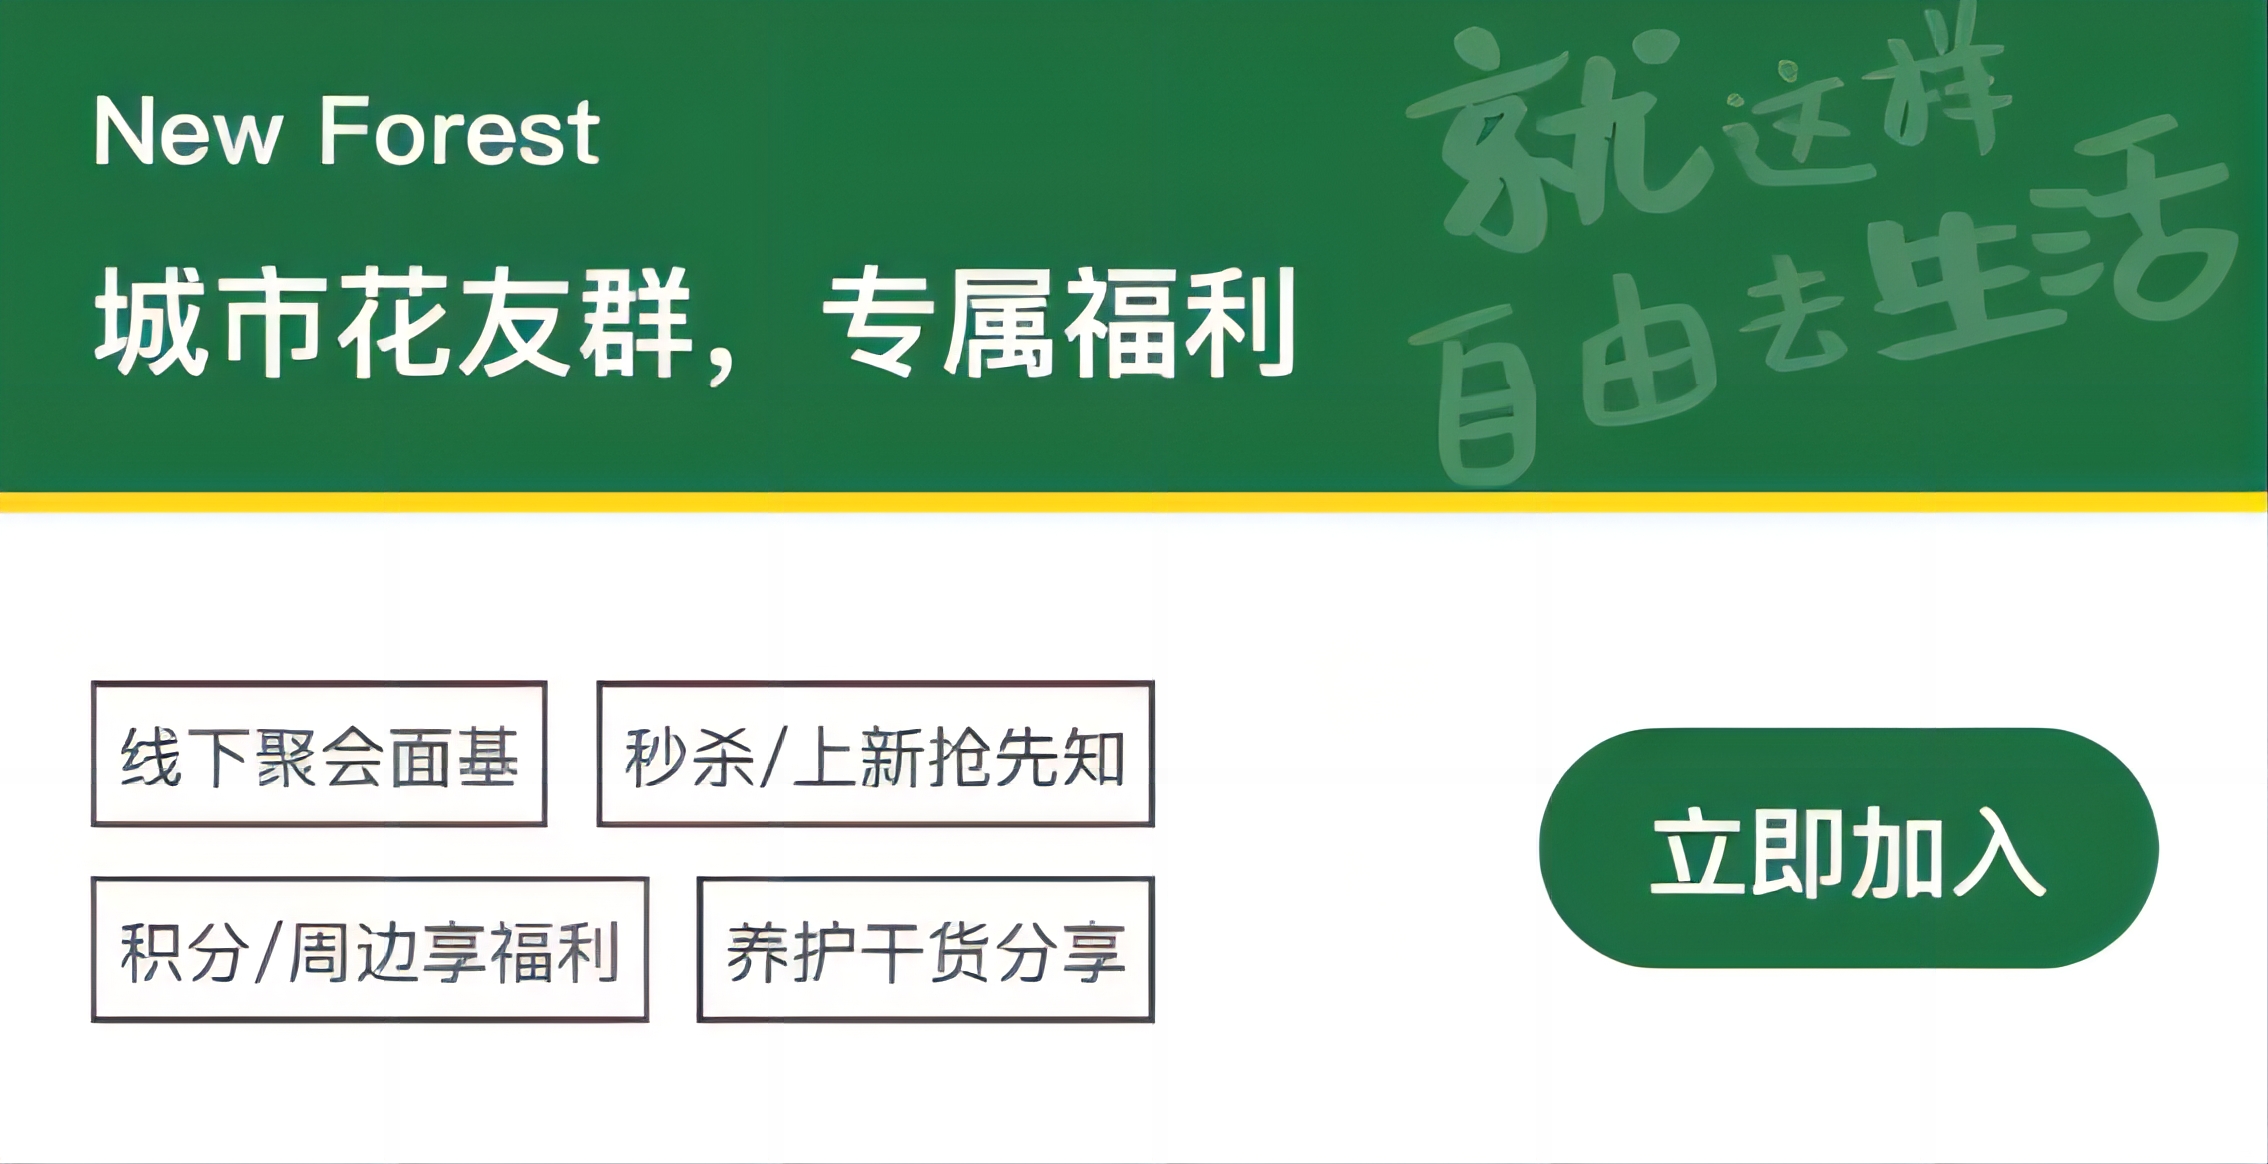 New Forest
城市花友群，专属福利
就这样
自由去生活
线下聚会面基
秒杀/上新抢先知
积分/周边享福利
养护干货分享
立即加入